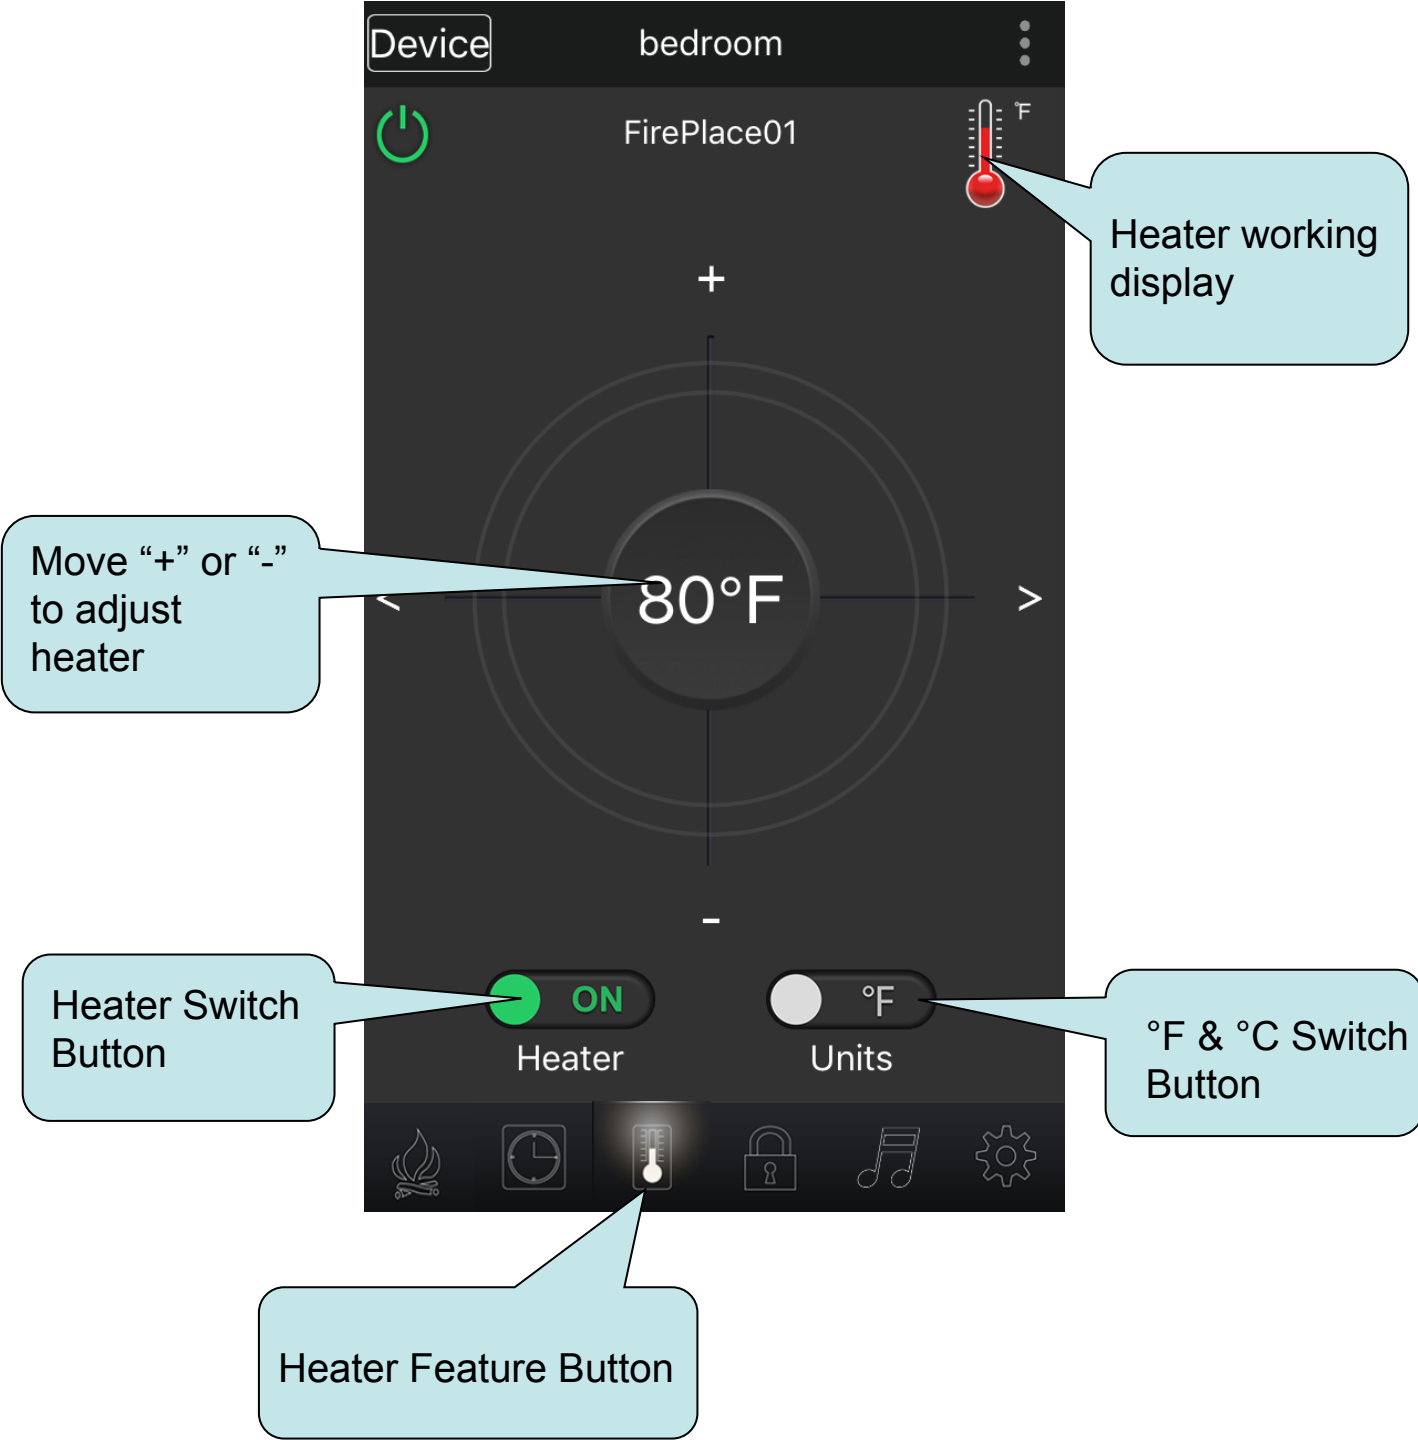 Device
bedroom
FirePlace01
°F
Heater working
display
+
Move “+” or “-”
to adjust
heater
<
80°F
>
-
Heater Switch
Button
ON
°F
Heater
Units
°F & °C Switch
Button
Heater Feature Button